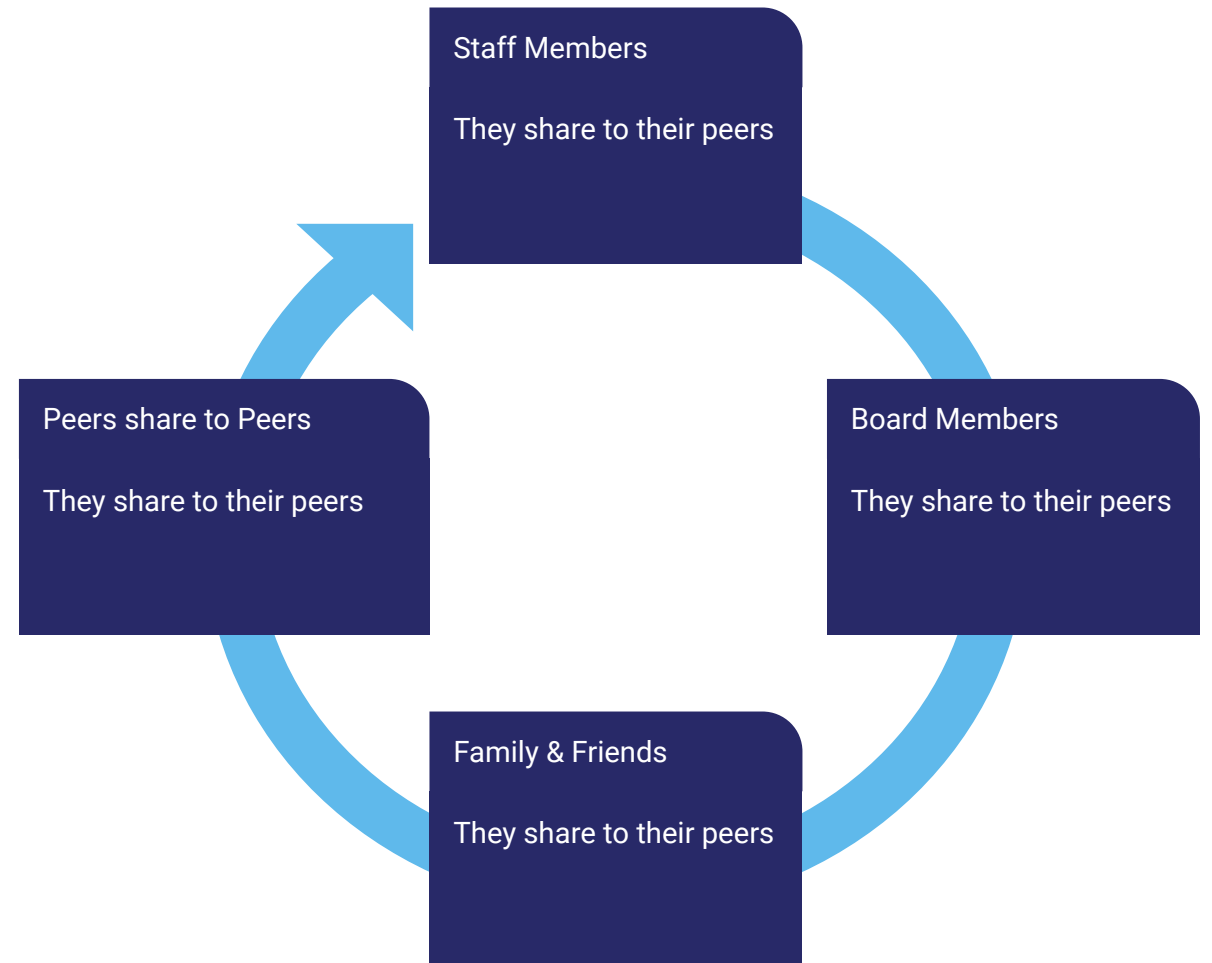 Staff Members
They share to their peers
Board Members
They share to their peers
Family & Friends
They share to their peers
Peers share to Peers
They share to their peers